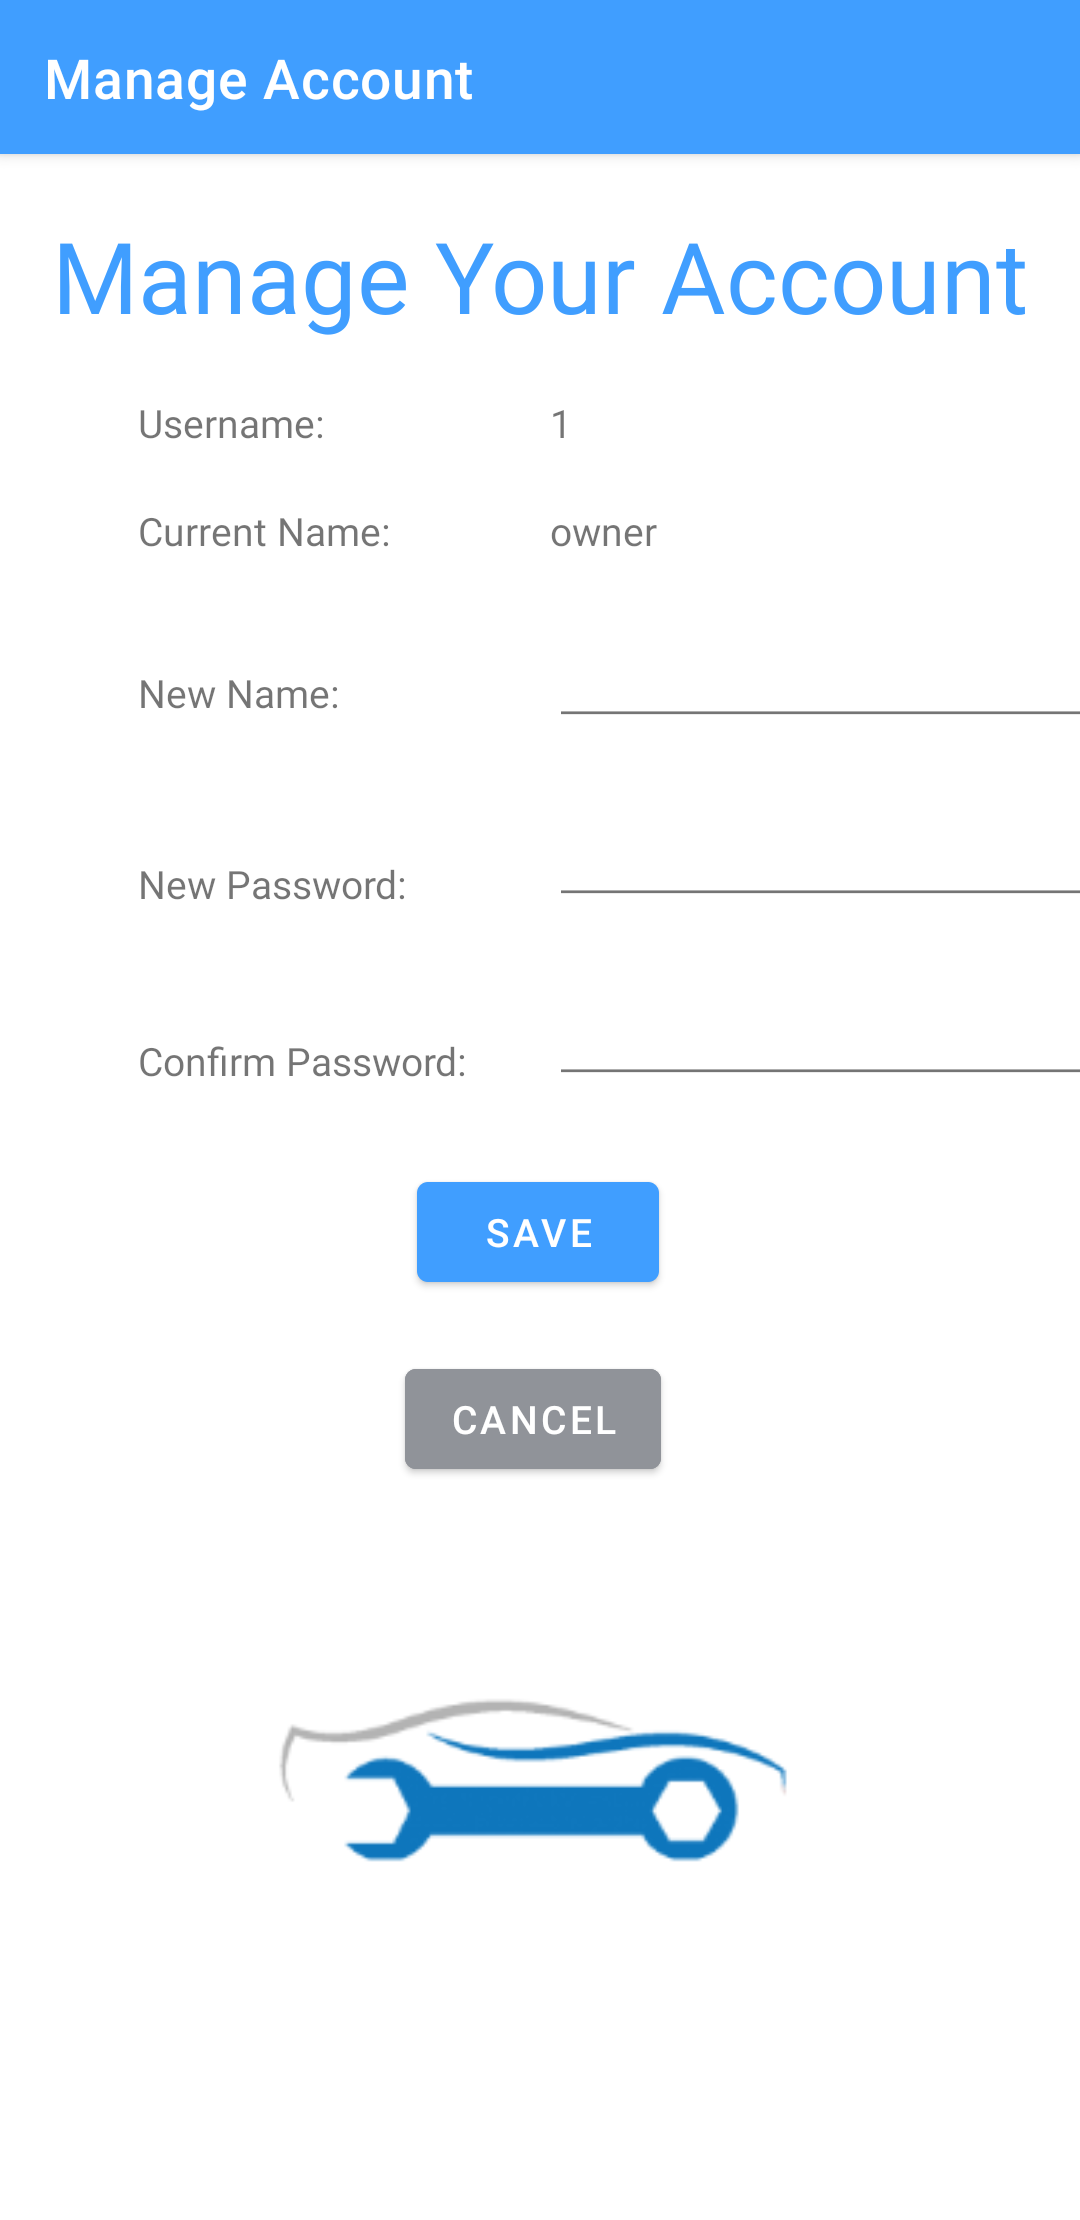 Manage Account
Manage Your Account
Username: 1
Current Name: owner
New Name:
New Password:
Confirm Password:
SAVE
CANCEL